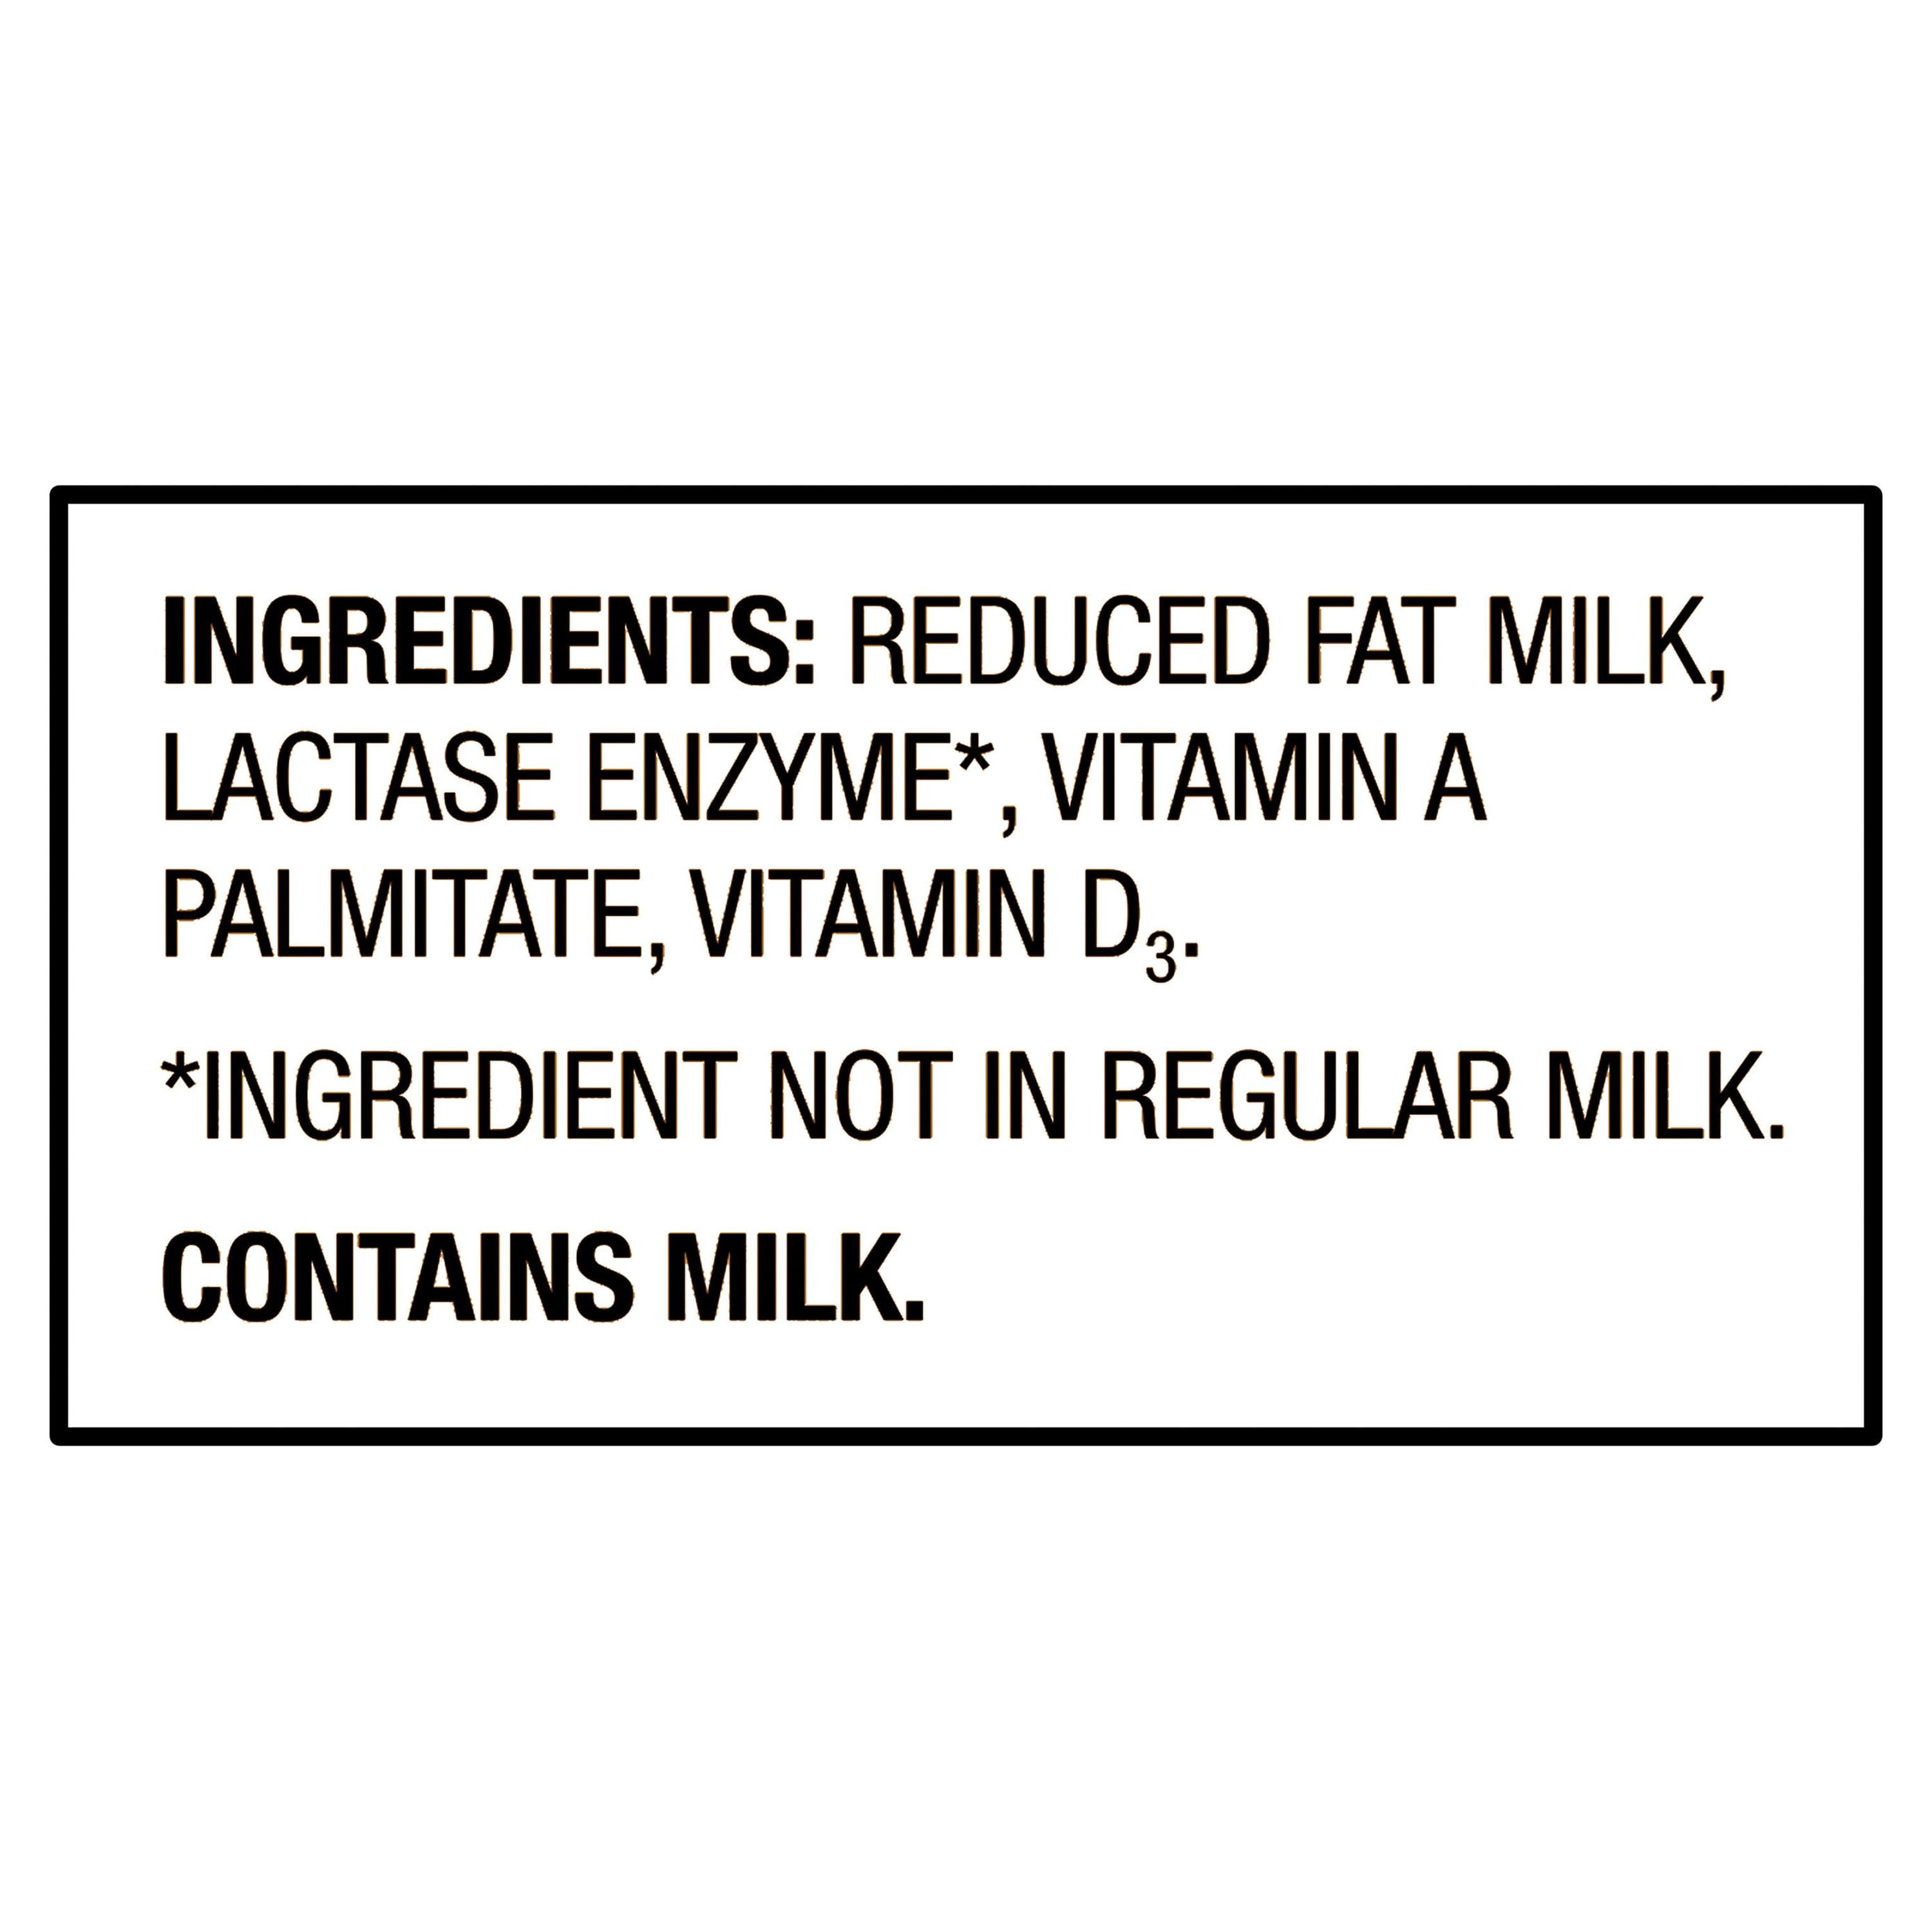 INGREDIENTS: REDUCED FAT MILK,
LACTASE ENZYME*, VITAMIN A
PALMITATE, VITAMIN D₃.
*INGREDIENT NOT IN REGULAR MILK.
CONTAINS MILK.